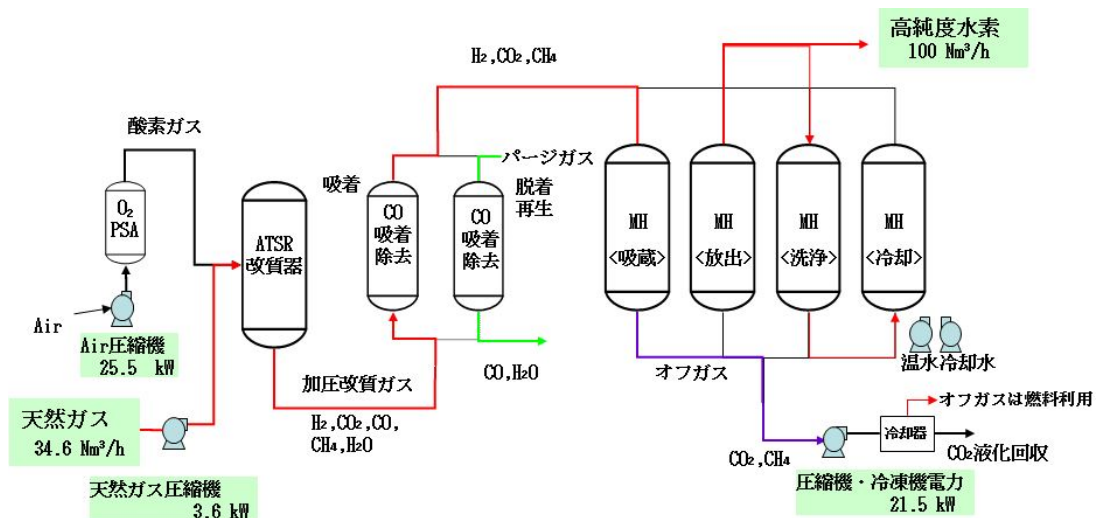 高純度水素
100 Nm³/h
H₂,CO₂,CH₄
酸素ガス
パージガス
吸着
脱着
再生
O₂
PSA
ATSR
改質器
CO
吸着
除去
CO
吸着
除去
MH
<吸蔵>
MH
<放出>
MH
<洗浄>
MH
<冷却>
Air
Air圧縮機
25.5 kW
加圧改質ガス
CO,H₂O
オフガス
温水冷却水
天然ガス
34.6 Nm³/h
H₂,CO₂,CO,
CH₄,H₂O
オフガスは燃料利用
冷却器
CO₂,CH₄
CO₂液化回収
天然ガス圧縮機
3.6 kW
圧縮機・冷凍機電力
21.5 kW